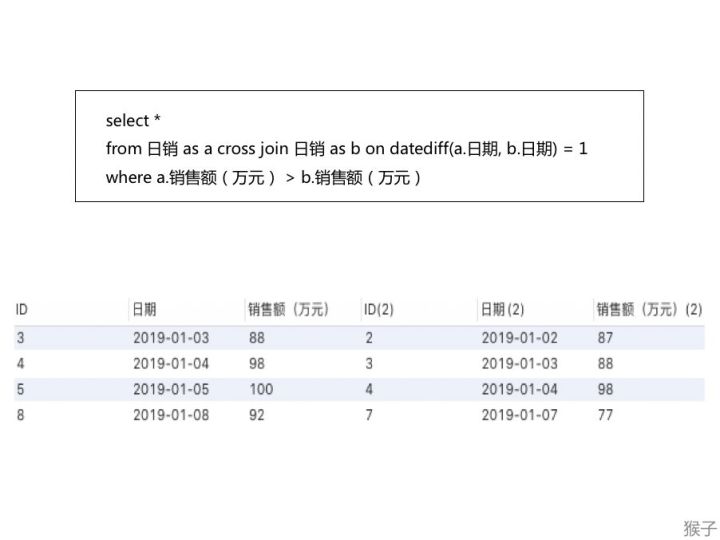 select *
from 日销 as a cross join 日销 as b on datediff(a.日期, b.日期) = 1
where a.销售额（万元） > b.销售额（万元）
ID 日期 销售额（万元） ID(2) 日期(2) 销售额（万元）(2)
3 2019-01-03 88 2 2019-01-02 87
4 2019-01-04 98 3 2019-01-03 88
5 2019-01-05 100 4 2019-01-04 98
8 2019-01-08 92 7 2019-01-07 77
猴子